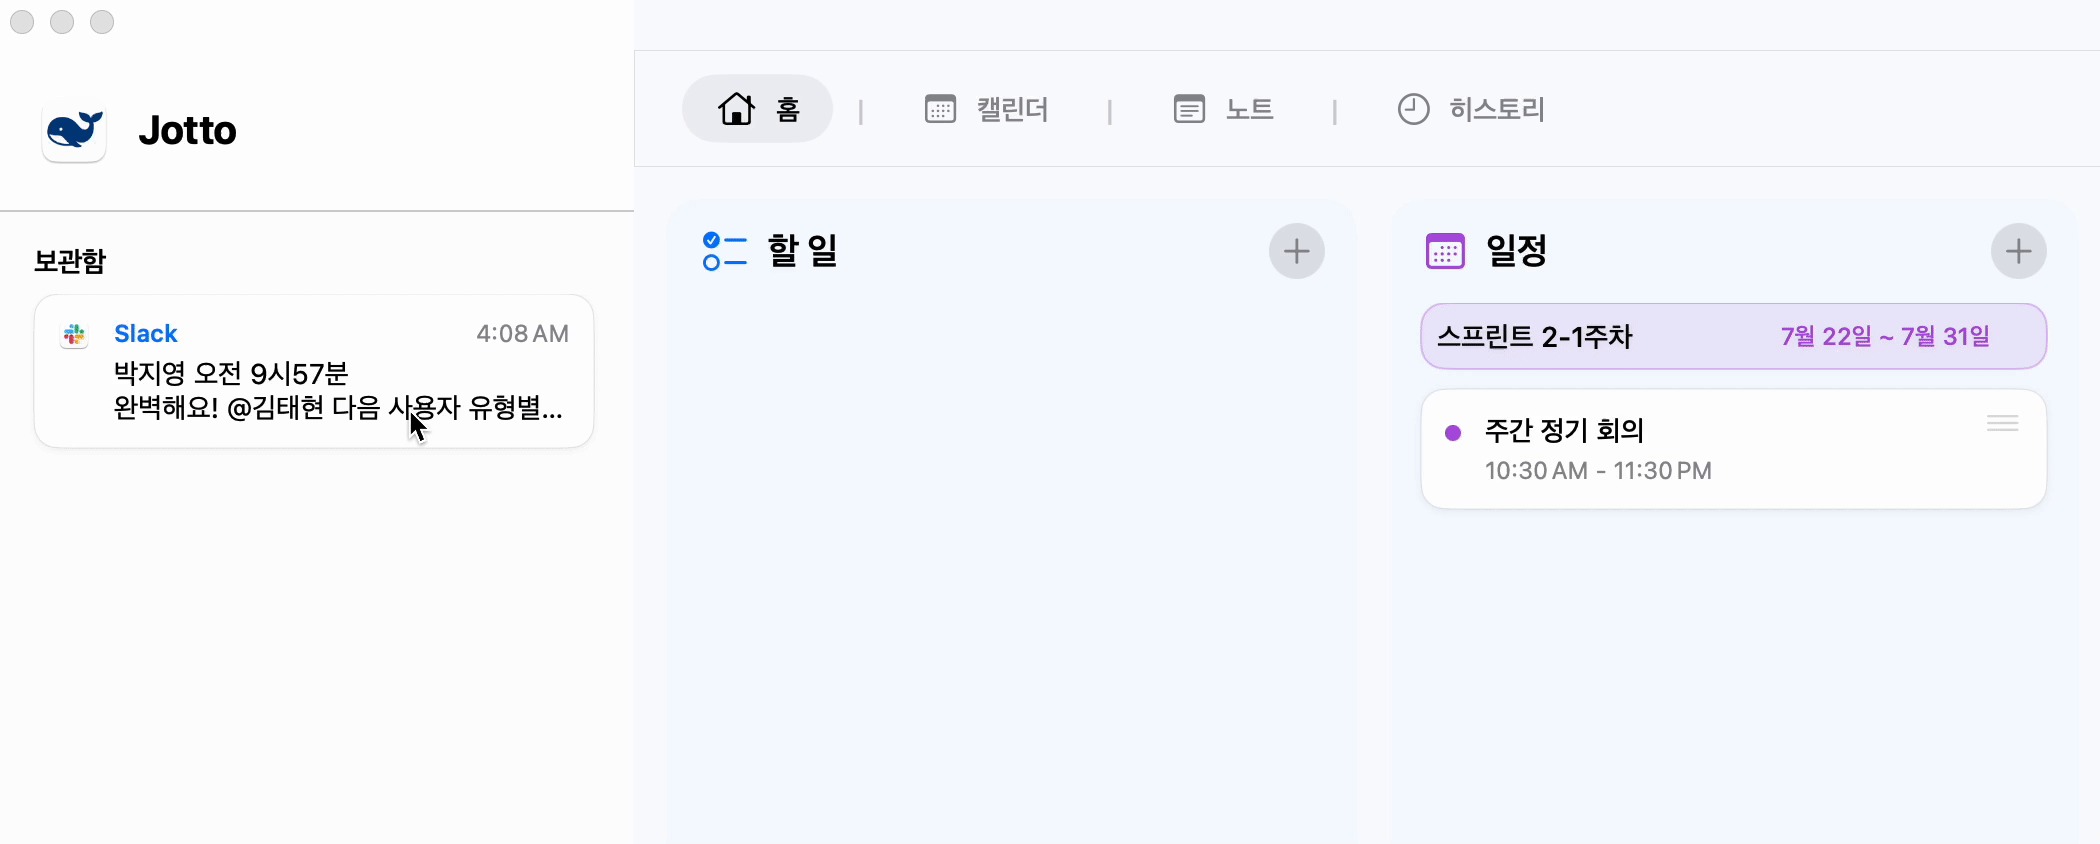 Jotto
보관함
Slack 4:08 AM
박지영 오전 9시57분
완벽해요! @김태현 다음 사용자 유형별...
홈 | 캘린더 | 노트 | 히스토리
할 일
일정
스프린트 2-1주차 7월 22일 ~ 7월 31일
주간 정기 회의
10:30 AM - 11:30 PM